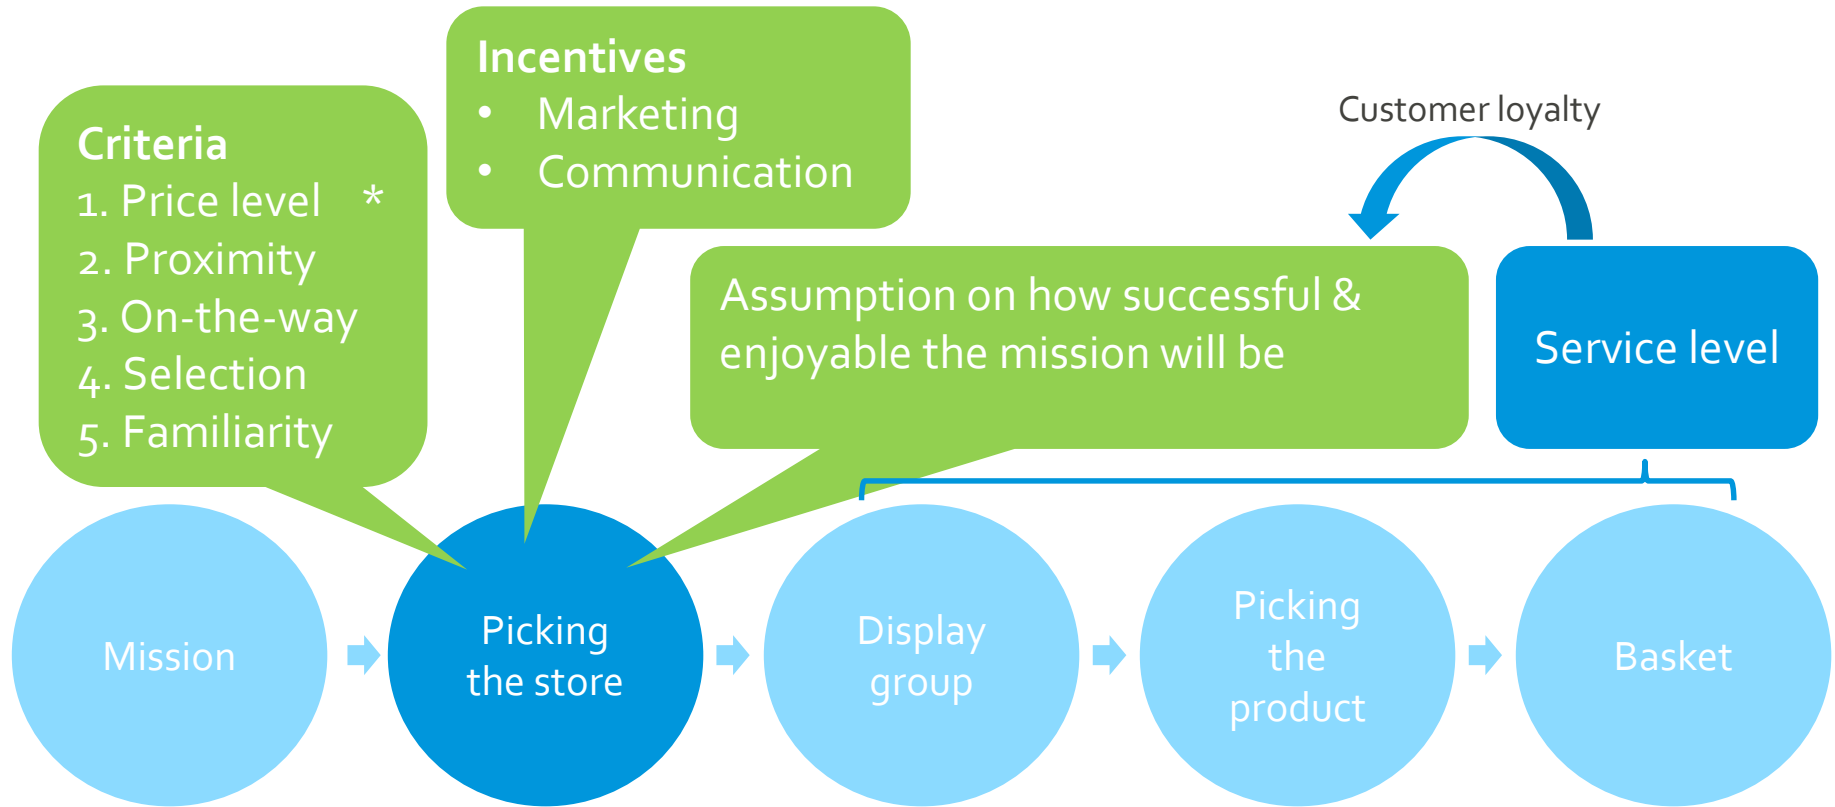 Incentives
• Marketing
• Communication
Criteria
1. Price level *
2. Proximity
3. On-the-way
4. Selection
5. Familiarity
Customer loyalty
Assumption on how successful &
enjoyable the mission will be
Service level
Mission
Picking
the store
Display
group
Picking
the
product
Basket